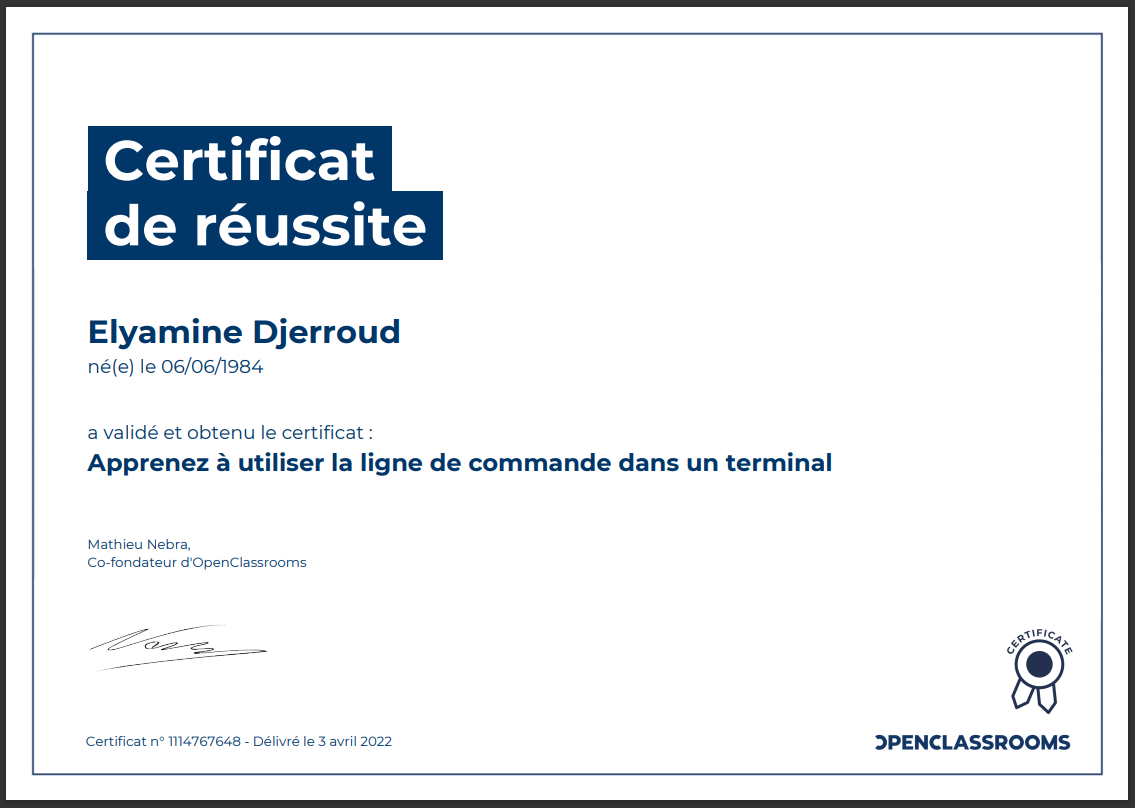 Certificat
de réussite
Elyamine Djerroud
né(e) le 06/06/1984
a validé et obtenu le certificat :
Apprenez à utiliser la ligne de commande dans un terminal
Mathieu Nebra,
Co-fondateur d'OpenClassrooms
CERTIFICATE
Certificat n° 1114767648 - Délivré le 3 avril 2022
OPENCLASSROOMS